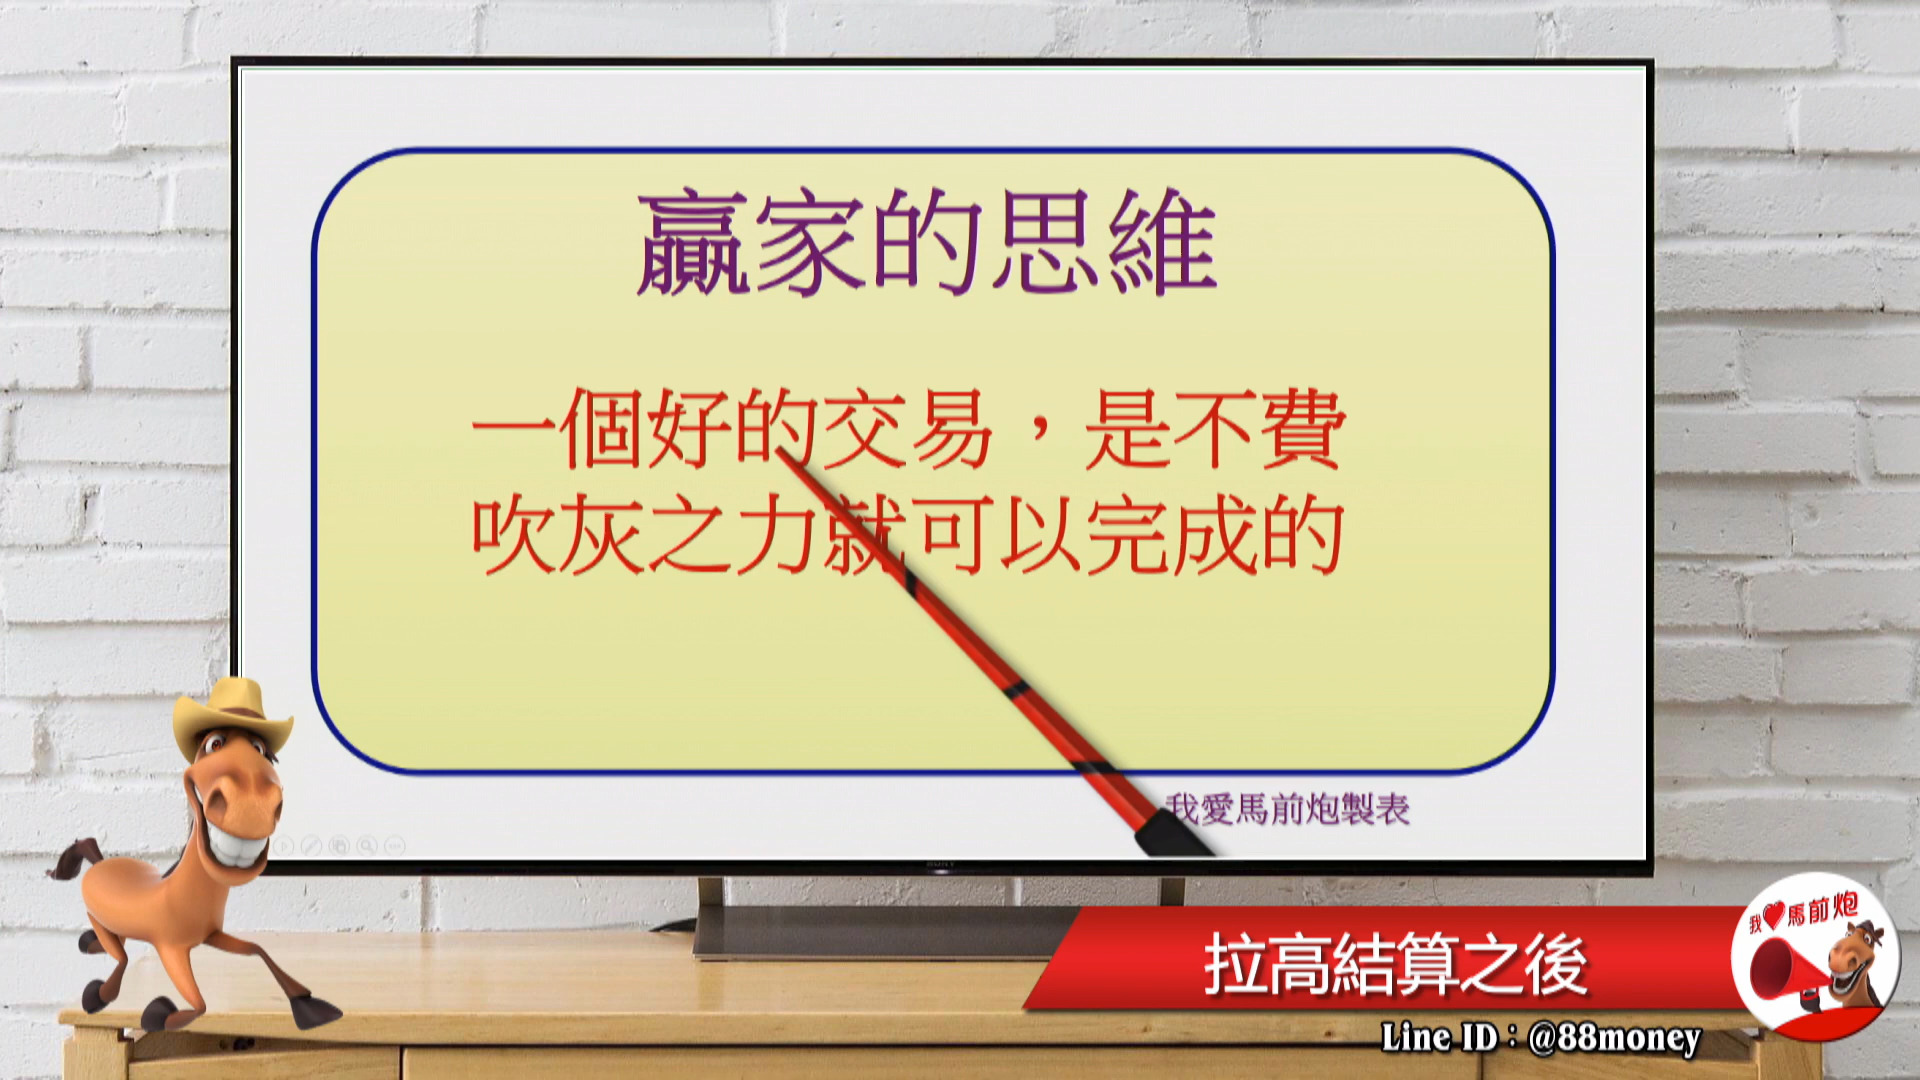 贏家的思維
一個好的交易，是不費
吹灰之力就可以完成的
我愛馬前炮製表
SONY
我馬前炮
拉高結算之後
Line ID：@88money